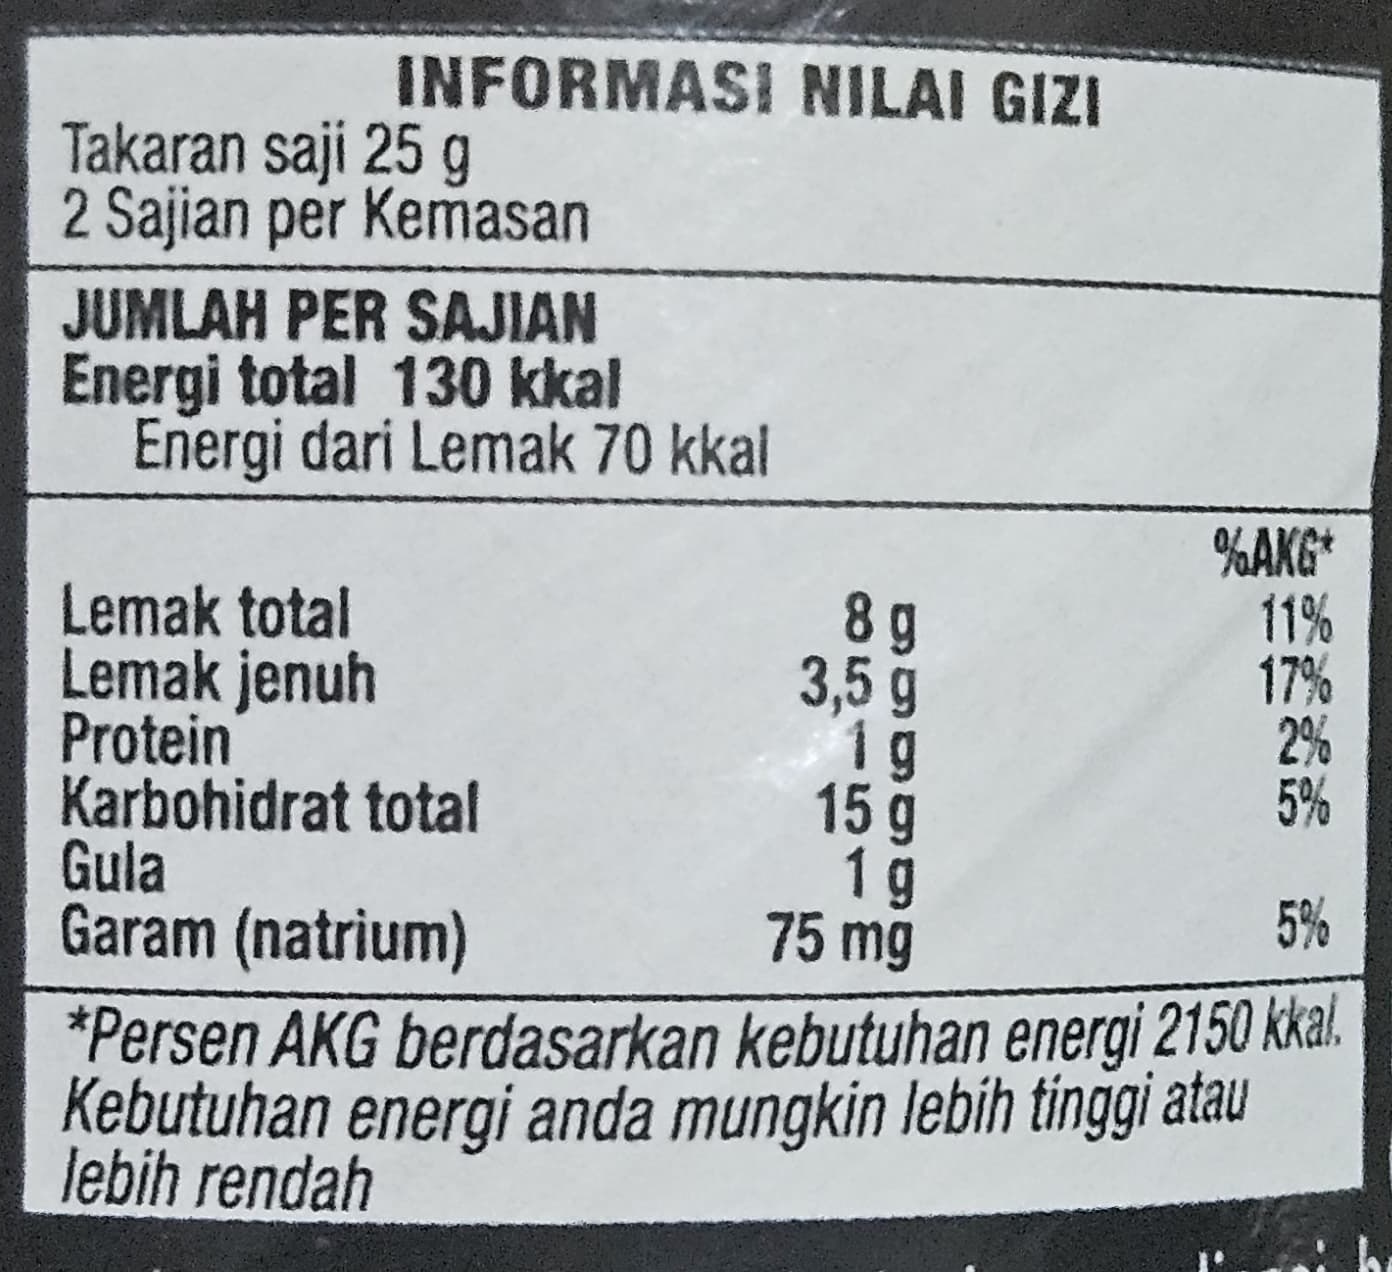 INFORMASI NILAI GIZI
Takaran saji 25 g
2 Sajian per Kemasan
JUMLAH PER SAJIAN
Energi total 130 kkal
Energi dari Lemak 70 kkal
%AKG*
Lemak total 8 g 11%
Lemak jenuh 3,5 g 17%
Protein 1 g 2%
Karbohidrat total 15 g 5%
Gula 1 g
Garam (natrium) 75 mg 5%
*Persen AKG berdasarkan kebutuhan energi 2150 kkal.
Kebutuhan energi anda mungkin lebih tinggi atau
lebih rendah